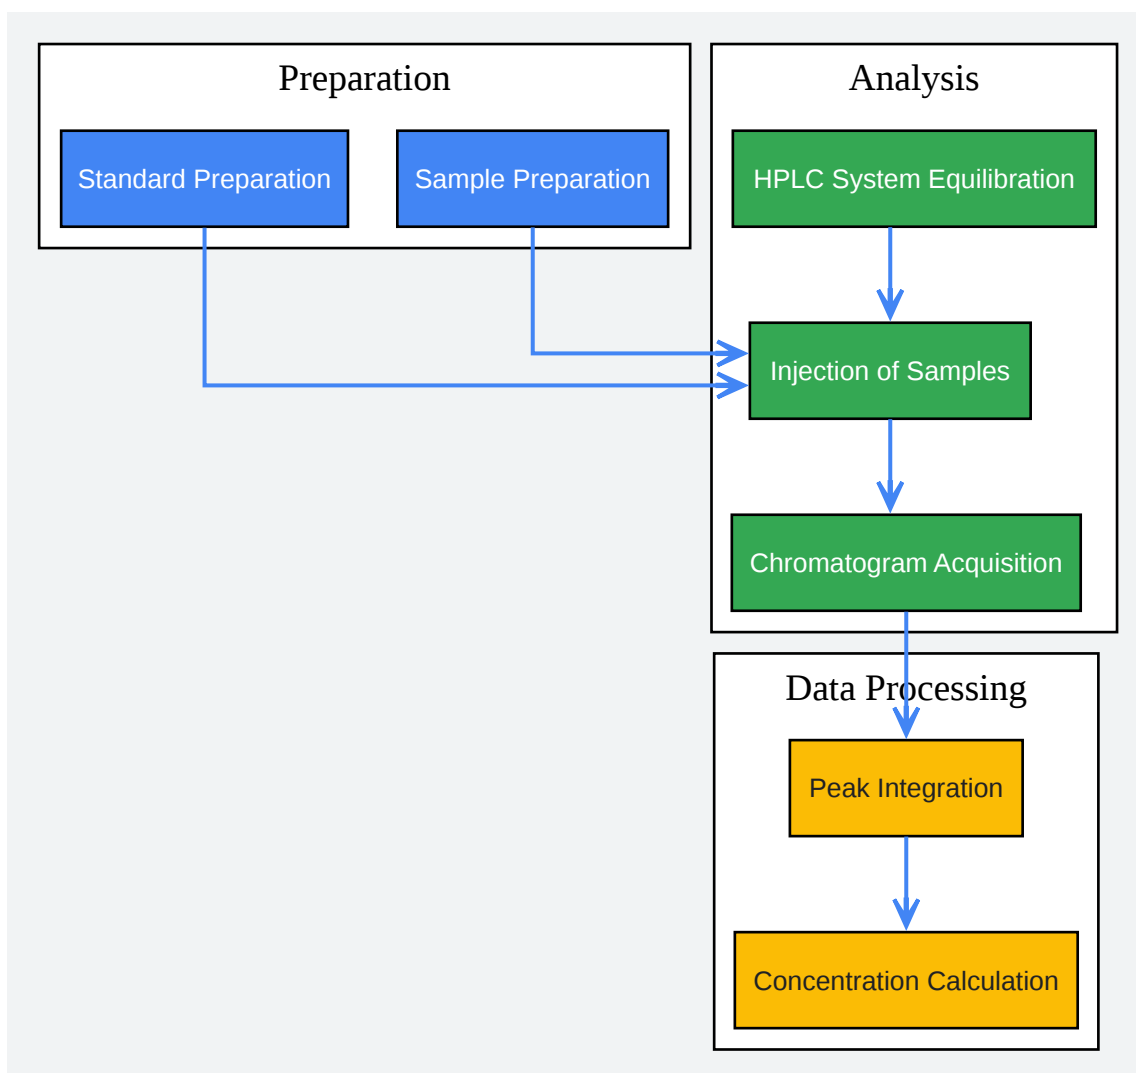 Preparation
Standard Preparation
Sample Preparation
Analysis
HPLC System Equilibration
Injection of Samples
Chromatogram Acquisition
Data Processing
Peak Integration
Concentration Calculation